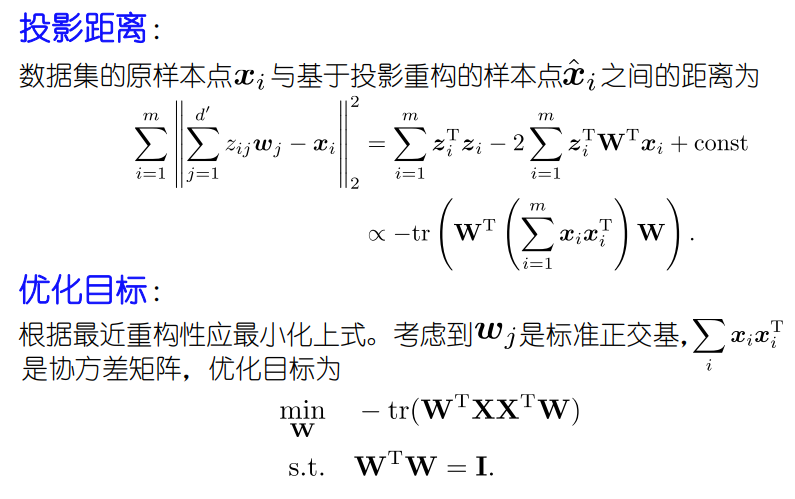 投影距离：
数据集的原样本点 $\boldsymbol{x}_i$ 与基于投影重构的样本点 $\hat{\boldsymbol{x}}_i$ 之间的距离为
$\sum_{i=1}^{m} \left\| \sum_{j=1}^{d'} z_{ij} \boldsymbol{w}_j - \boldsymbol{x}_i \right\|_2^2 = \sum_{i=1}^{m} \boldsymbol{z}_i^{\mathrm{T}} \boldsymbol{z}_i - 2 \sum_{i=1}^{m} \boldsymbol{z}_i^{\mathrm{T}} \mathbf{W}^{\mathrm{T}} \boldsymbol{x}_i + \text{const}$
$\propto -\text{tr} \left( \mathbf{W}^{\mathrm{T}} \left( \sum_{i=1}^{m} \boldsymbol{x}_i \boldsymbol{x}_i^{\mathrm{T}} \right) \mathbf{W} \right).$
优化目标：
根据最近重构性应最小化上式。考虑到 $\boldsymbol{w}_j$ 是标准正交基, $\sum_i \boldsymbol{x}_i \boldsymbol{x}_i^{\mathrm{T}}$
是协方差矩阵，优化目标为
$\min_{\mathbf{W}} \quad -\text{tr}(\mathbf{W}^{\mathrm{T}} \mathbf{X} \mathbf{X}^{\mathrm{T}} \mathbf{W})$
$\text{s.t.} \quad \mathbf{W}^{\mathrm{T}} \mathbf{W} = \mathbf{I}.$